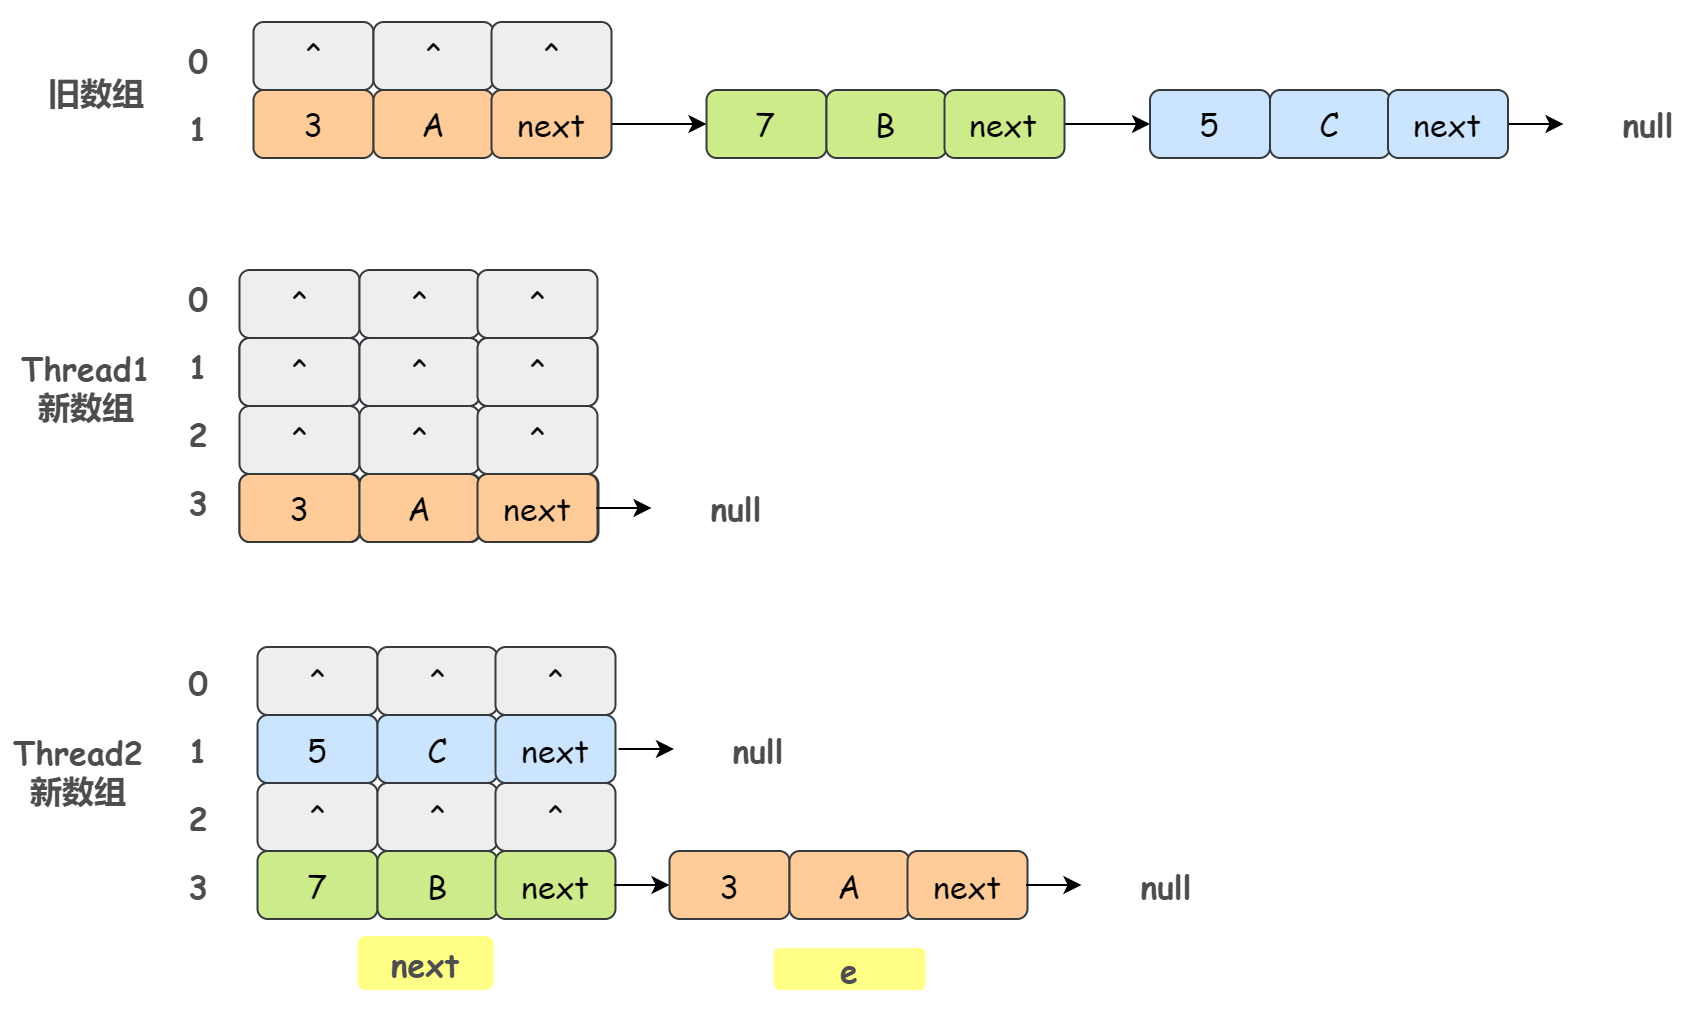 0 ^ ^ ^
旧数组
1 3 A next 7 B next 5 C next null
0 ^ ^ ^
1 ^ ^ ^
Thread1
新数组
2 ^ ^ ^
3 3 A next null
0 ^ ^ ^
1 5 C next null
Thread2
新数组
2 ^ ^ ^
3 7 B next 3 A next null
next e